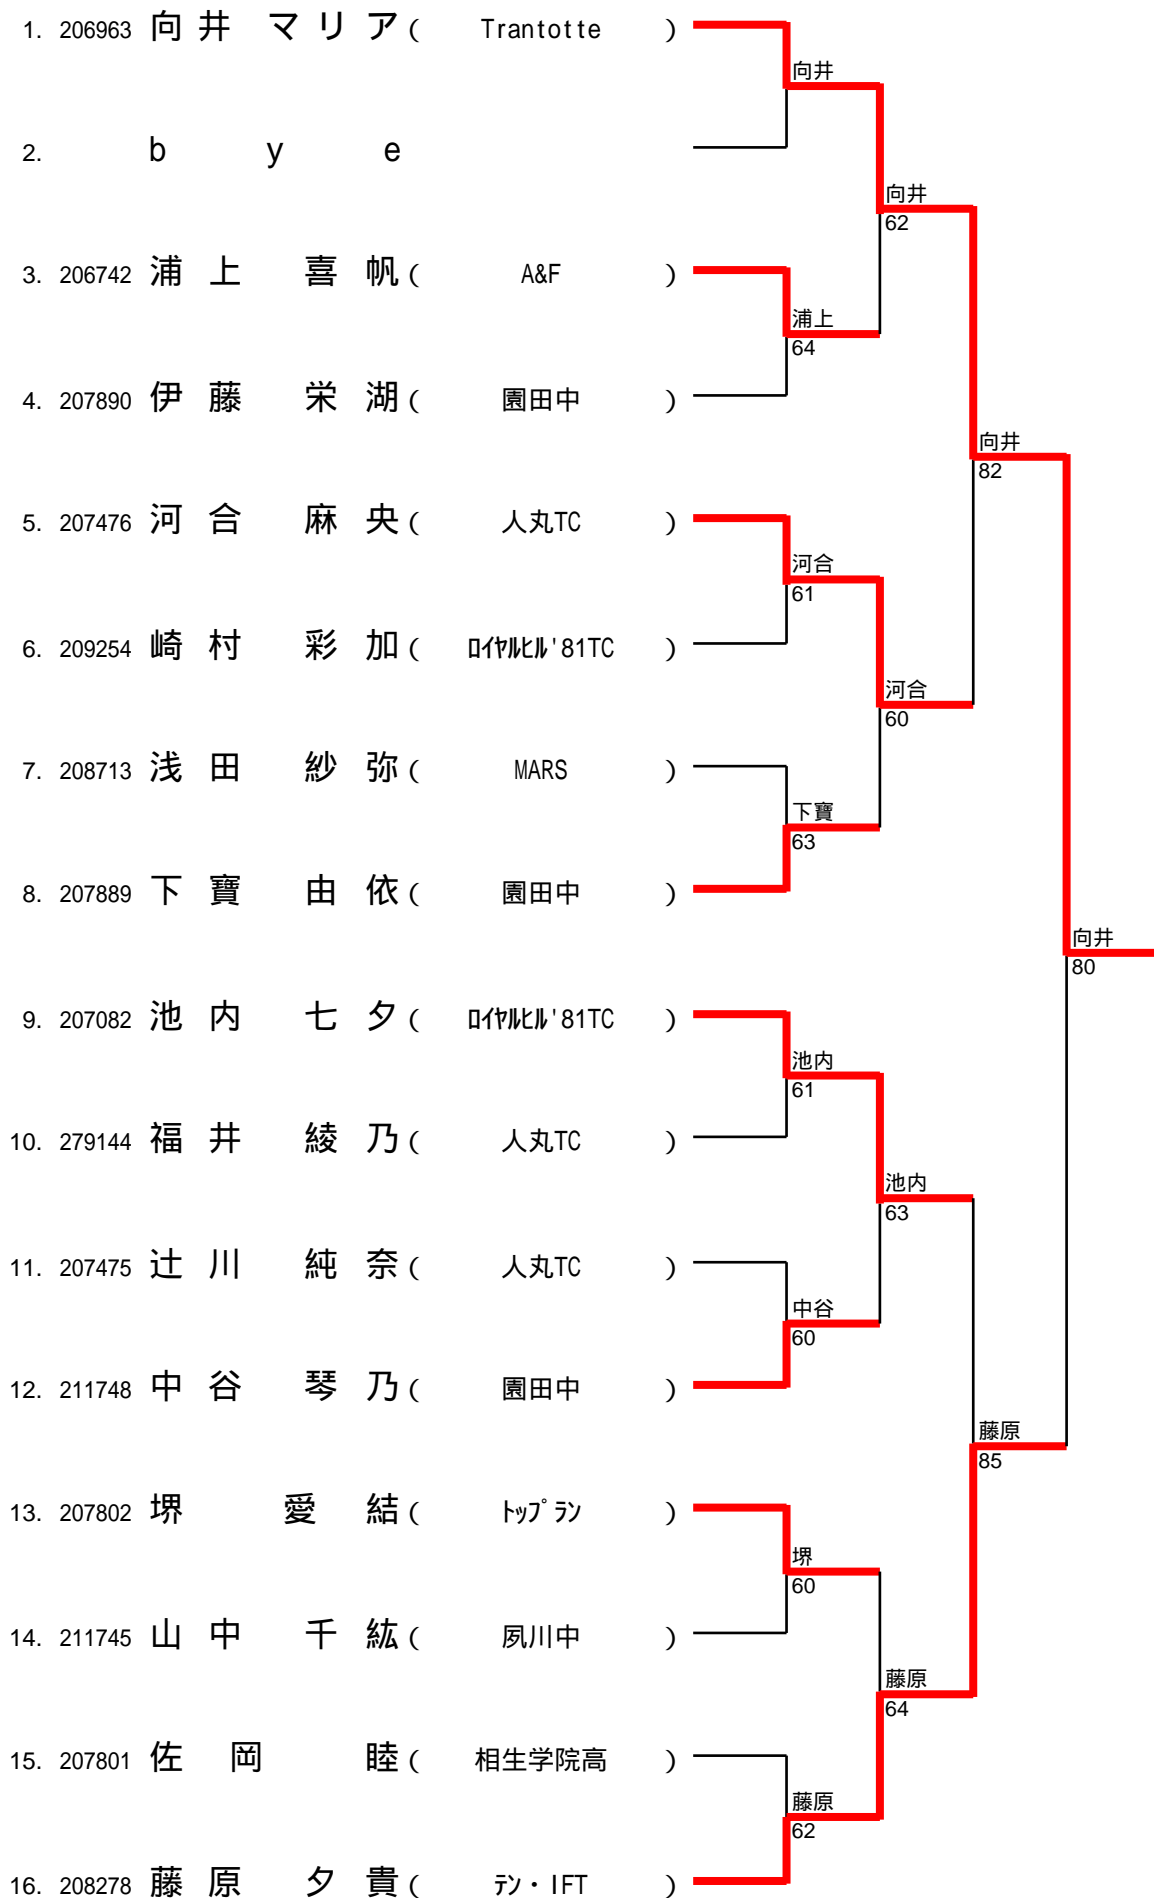 1. 206963 向井 マリア ( Trantotte )
向井
2. bye
向井
62
3. 206742 浦上 喜帆 ( A&F )
浦上
64
4. 207890 伊藤 栄湖 ( 園田中 )
向井
82
5. 207476 河合 麻央 ( 人丸TC )
河合
61
6. 209254 崎村 彩加 ( ﾛｲﾔﾙﾋﾙ'81TC )
河合
60
7. 208713 浅田 紗弥 ( MARS )
下寶
63
8. 207889 下寶 由依 ( 園田中 )
向井
80
9. 207082 池内 七夕 ( ﾛｲﾔﾙﾋﾙ'81TC )
池内
61
10. 279144 福井 綾乃 ( 人丸TC )
池内
63
11. 207475 辻川 純奈 ( 人丸TC )
中谷
60
12. 211748 中谷 琴乃 ( 園田中 )
藤原
85
13. 207802 堺 愛結 ( ﾄｯﾌﾟﾗﾝ )
堺
60
14. 211745 山中 千紘 ( 夙川中 )
藤原
64
15. 207801 佐岡 睦 ( 相生学院高 )
藤原
62
16. 208278 藤原 夕貴 ( ﾃﾝ・IFT )